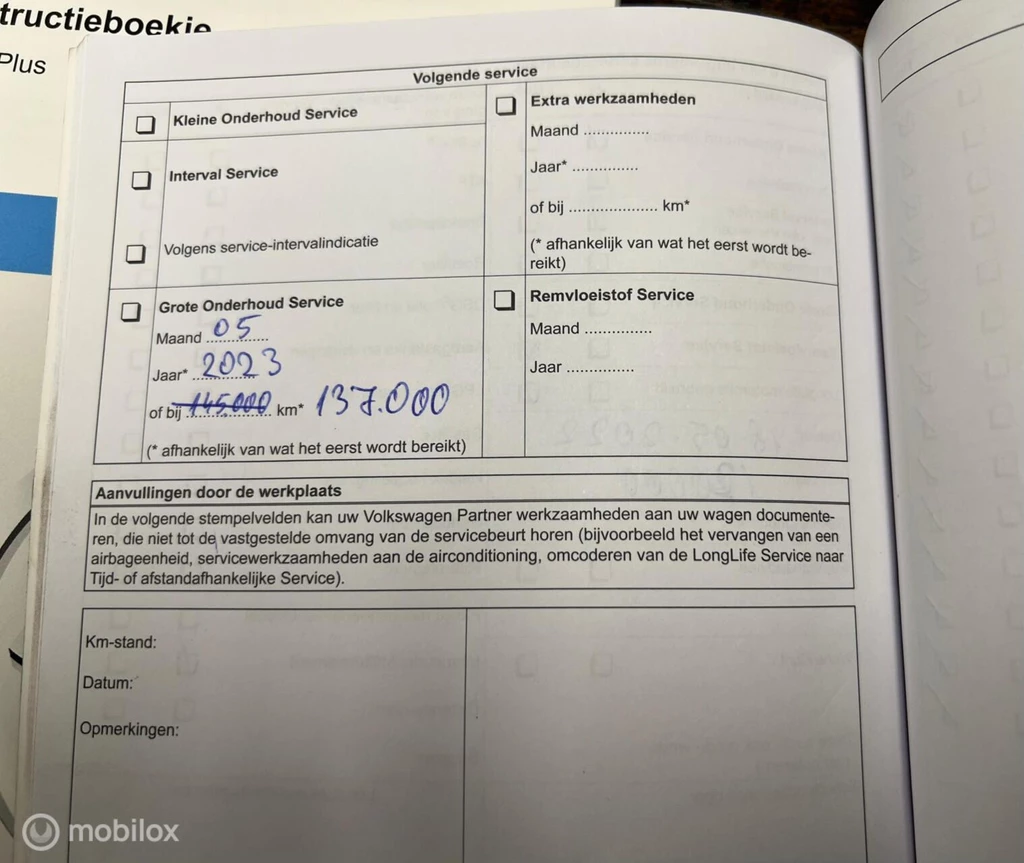 tructieboekje
Plus
Volgende service
Kleine Onderhoud Service
Interval Service
Volgens service-intervalindicatie
Extra werkzaamheden
Maand ...............
Jaar* ...............
of bij .................... km*
(* afhankelijk van wat het eerst wordt be-
reikt)
Grote Onderhoud Service
Maand 05
Jaar* 2023
of bij 145.000 km* 137.000
(* afhankelijk van wat het eerst wordt bereikt)
Remvloeistof Service
Maand ...............
Jaar ...............
Aanvullingen door de werkplaats
In de volgende stempelvelden kan uw Volkswagen Partner werkzaamheden aan uw wagen documente-
ren, die niet tot de vastgestelde omvang van de servicebeurt horen (bijvoorbeeld het vervangen van een
airbageenheid, servicewerkzaamheden aan de airconditioning, omcoderen van de LongLife Service naar
Tijd- of afstandafhankelijke Service).
Km-stand:
Datum:
Opmerkingen:
mobilox